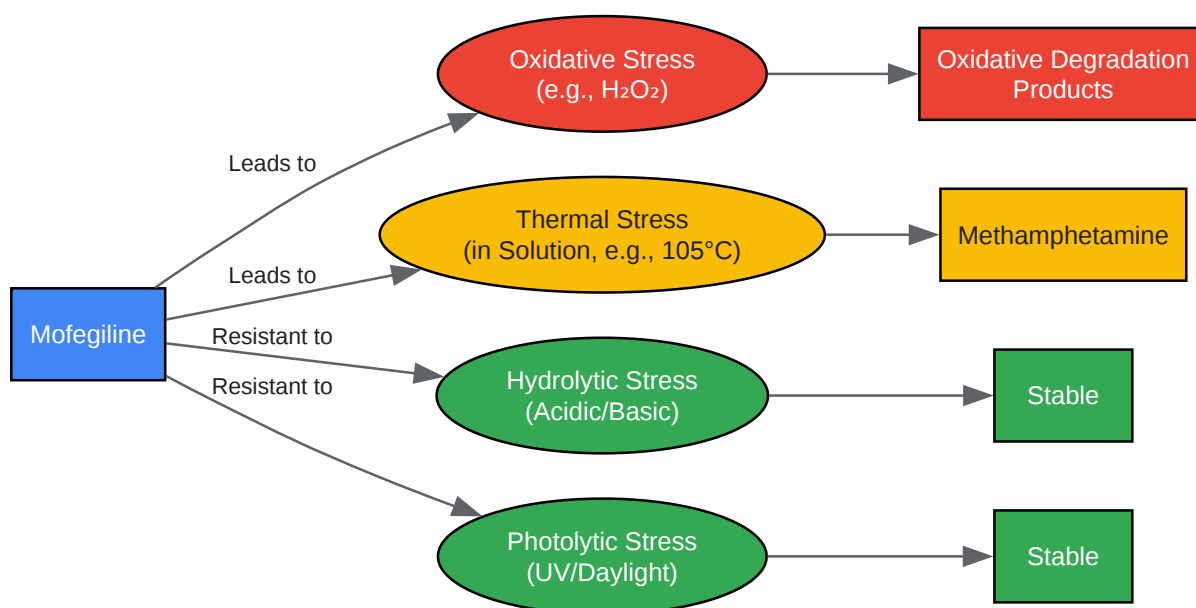 Oxidative Stress
(e.g., H₂O₂)
Oxidative Degradation
Products
Leads to
Thermal Stress
(in Solution, e.g., 105°C)
Methamphetamine
Leads to
Mofegiline
Resistant to
Hydrolytic Stress
(Acidic/Basic)
Stable
Resistant to
Photolytic Stress
(UV/Daylight)
Stable